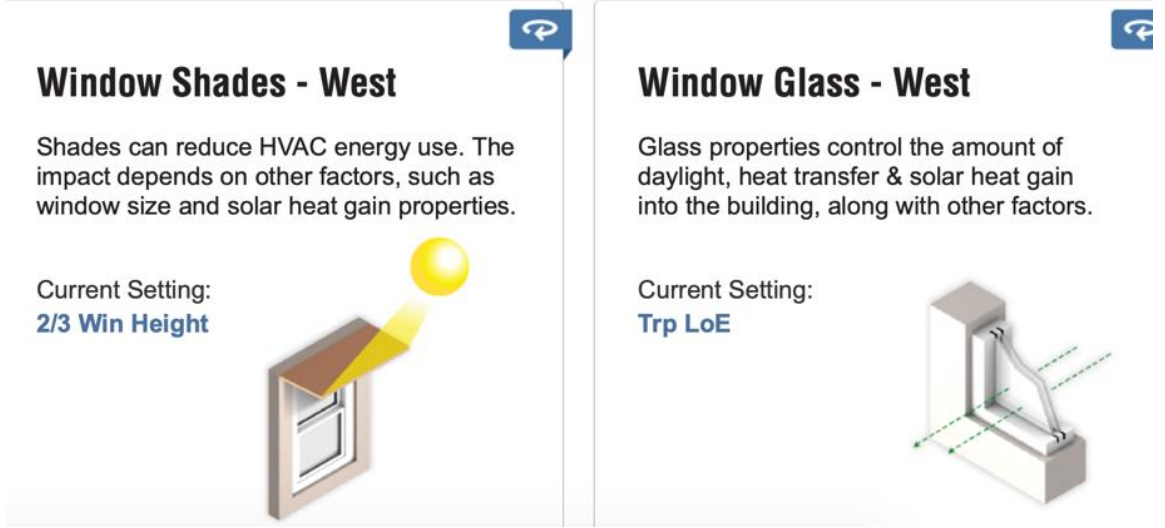 Window Shades - West
Shades can reduce HVAC energy use. The
impact depends on other factors, such as
window size and solar heat gain properties.
Current Setting:
2/3 Win Height
Window Glass - West
Glass properties control the amount of
daylight, heat transfer & solar heat gain
into the building, along with other factors.
Current Setting:
Trp LoE